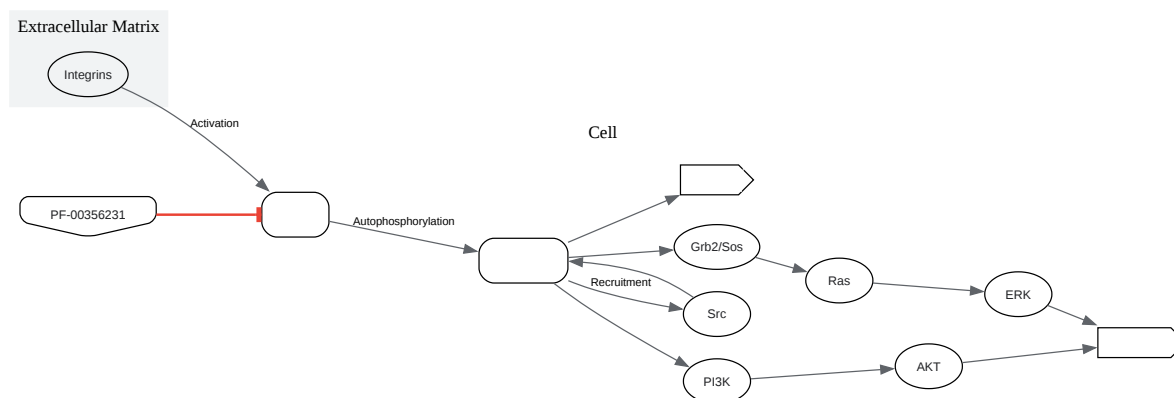 Extracellular Matrix
Integrins
Activation
Cell
PF-00356231
Autophosphorylation
Grb2/Sos
Recruitment
Ras
ERK
Src
AKT
PI3K